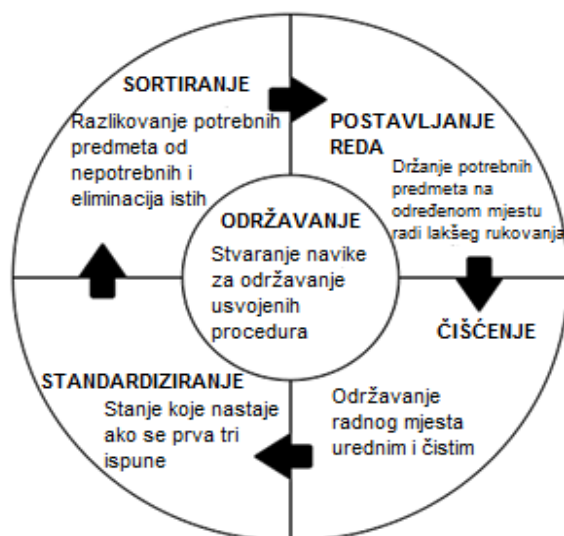 SORTIRANJE
Razlikovanje potrebnih
predmeta od
nepotrebnih i
eliminacija istih
POSTAVLJANJE
REDA
Držanje potrebnih
predmeta na
određenom mjestu
radi lakšeg rukovanja
ODRŽAVANJE
Stvaranje navike
za održavanje
usvojenih
procedura
ČIŠĆENJE
Održavanje
radnog mjesta
urednim i čistim
STANDARDIZIRANJE
Stanje koje nastaje
ako se prva tri
ispune